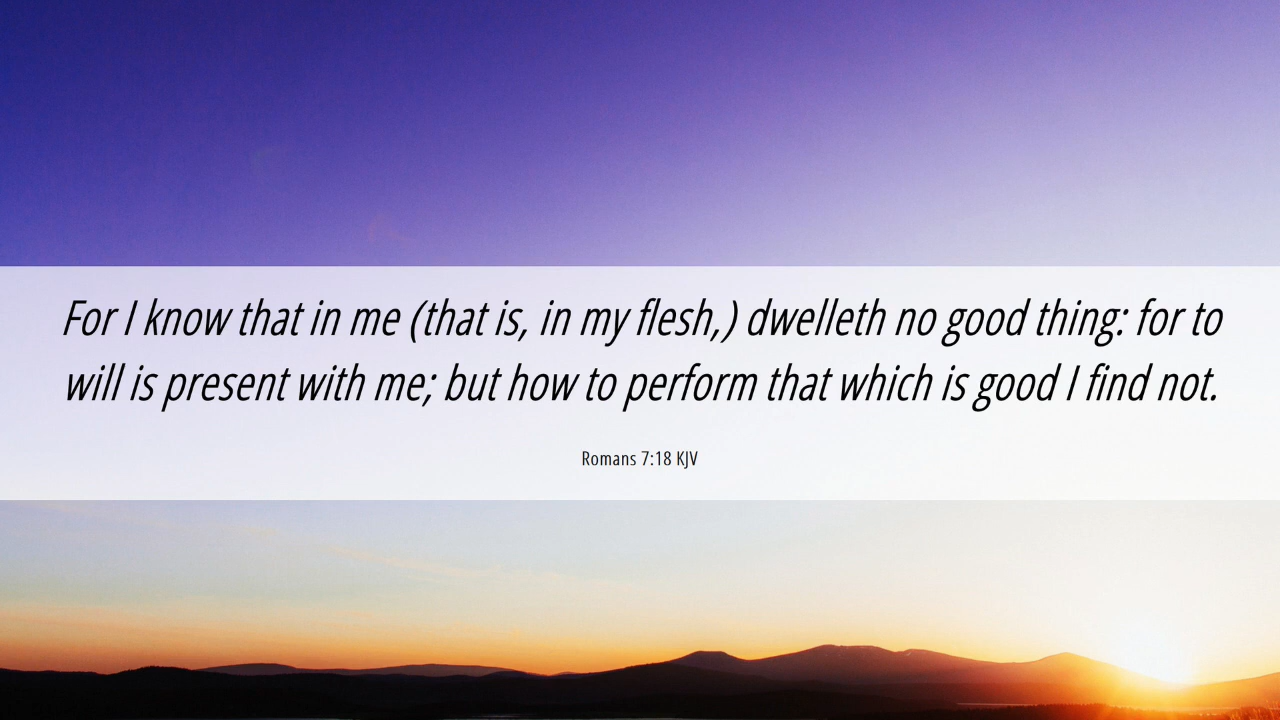 For I know that in me (that is, in my flesh,) dwelleth no good thing: for to
will is present with me; but how to perform that which is good I find not.
Romans 7:18 KJV